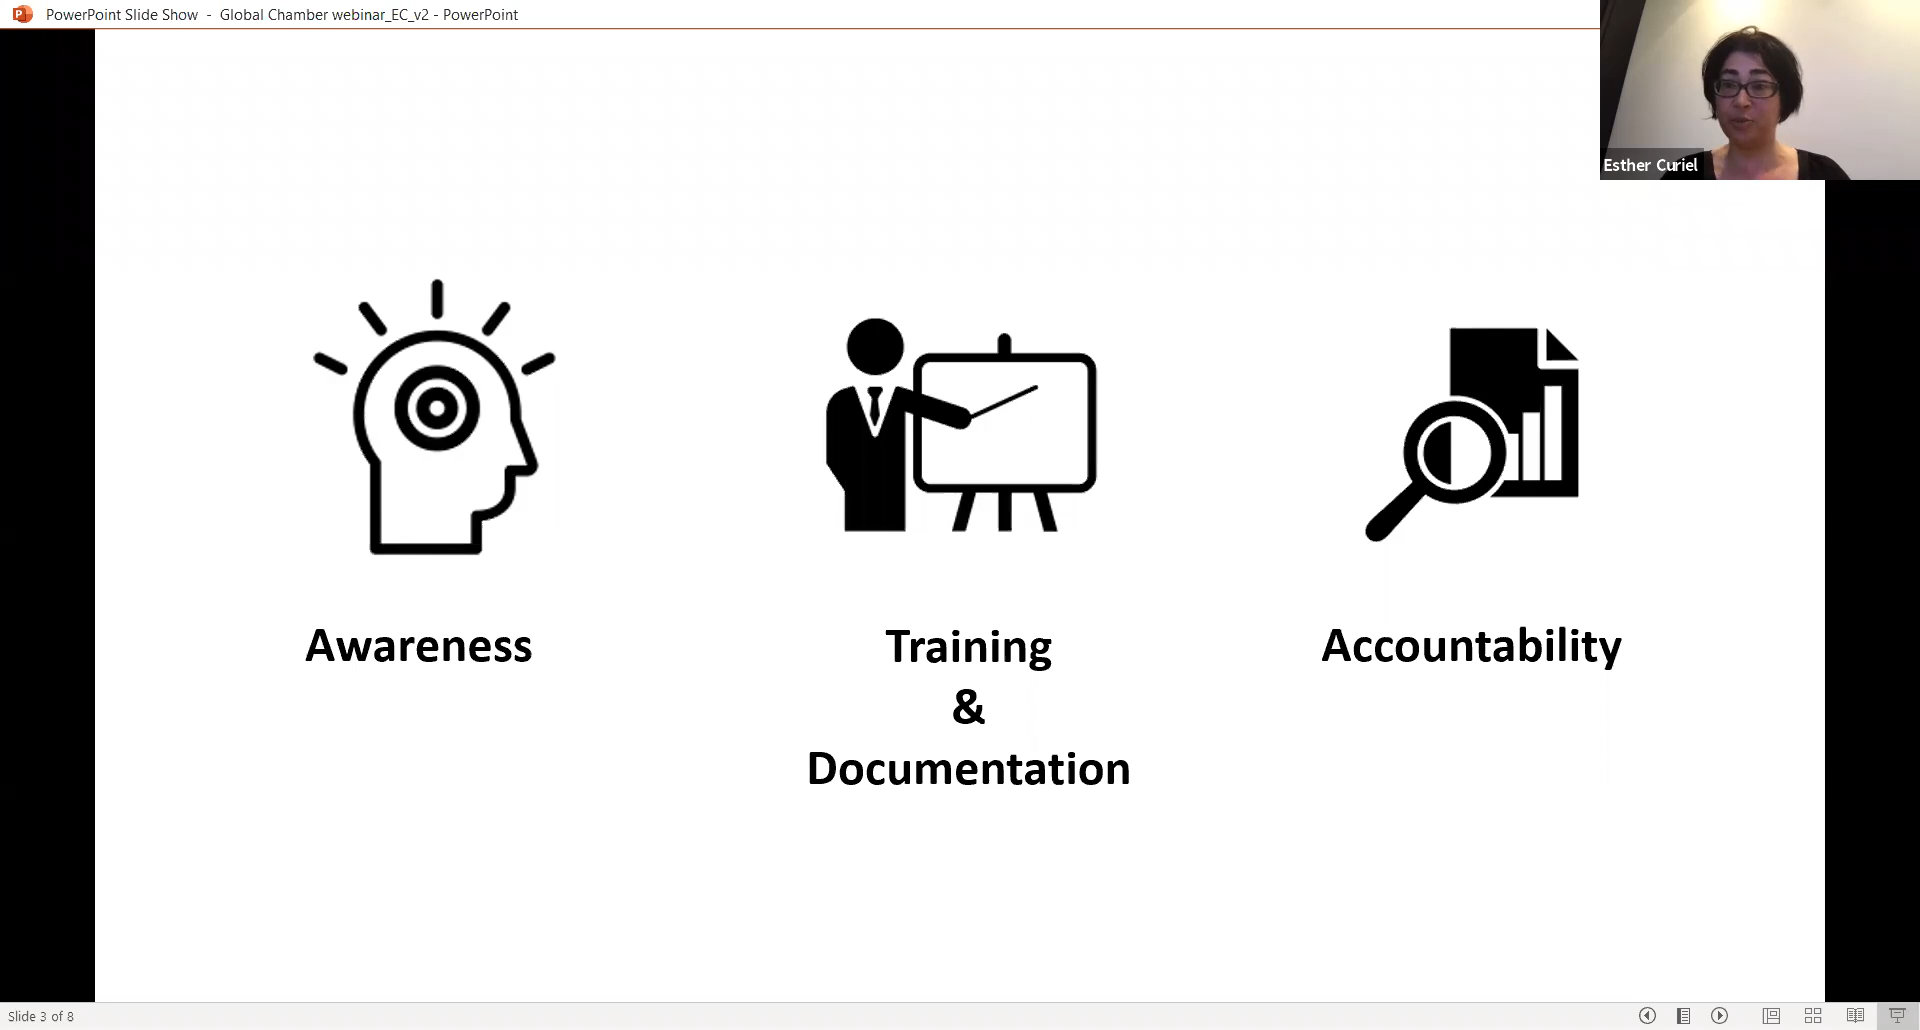 PowerPoint Slide Show - Global Chamber webinar_EC_v2 - PowerPoint
Esther Curiel
Awareness
Training
&
Documentation
Accountability
Slide 3 of 8